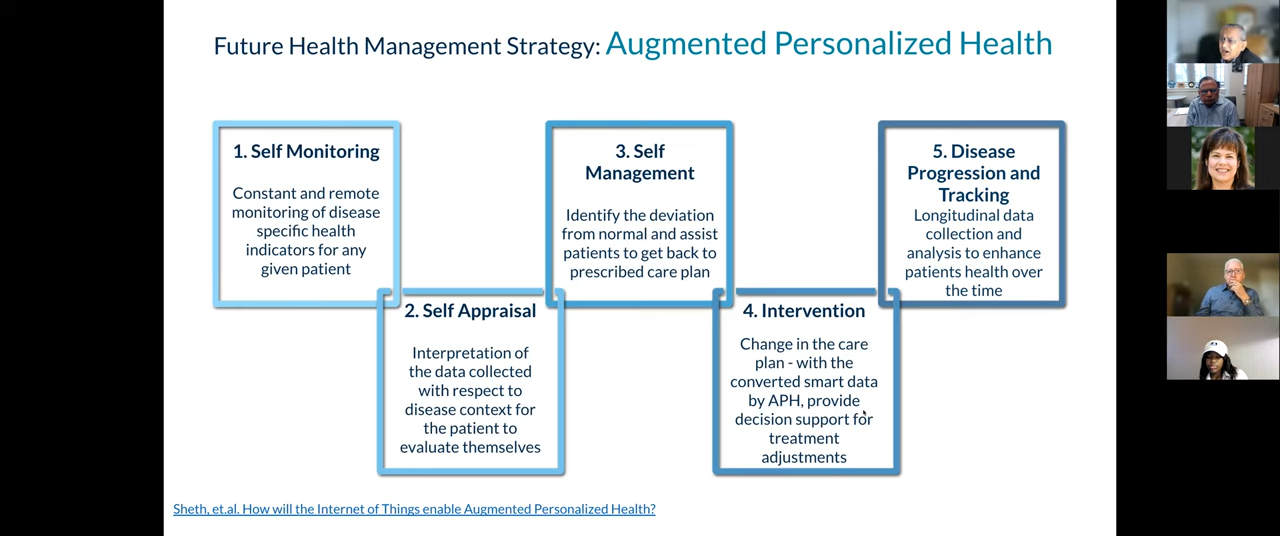 Future Health Management Strategy: Augmented Personalized Health
1. Self Monitoring
Constant and remote
monitoring of disease
specific health
indicators for any
given patient
2. Self Appraisal
Interpretation of
the data collected
with respect to
disease context for
the patient to
evaluate themselves
3. Self
Management
Identify the deviation
from normal and assist
patients to get back to
prescribed care plan
4. Intervention
Change in the care
plan - with the
converted smart data
by APH, provide
decision support for
treatment
adjustments
5. Disease
Progression and
Tracking
Longitudinal data
collection and
analysis to enhance
patients health over
the time
Sheth, et.al. How will the Internet of Things enable Augmented Personalized Health?